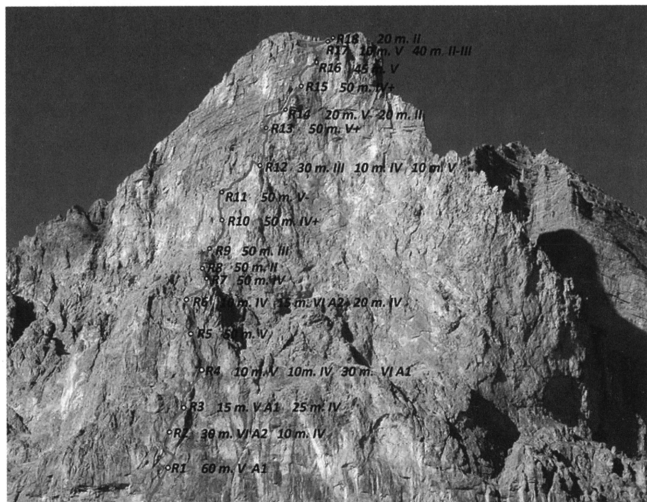 R18 20 m. II
R17 10 m. V 40 m. II-III
R16 45 m. V
R15 50 m. IV+
R14 20 m. V- 20 m. II
R13 50 m. V+
R12 30 m. III 10 m. IV 10 m. V
R11 50 m. V-
R10 50 m. IV+
R9 50 m. III
R8 50 m. II
R7 50 m. IV
R6 m. IV 15 m. VI A2 20 m. IV
R5 50 m. V
R4 10 m. V 10m. IV 30 m. VI A1
R3 15 m. V A1 25 m. IV
R2 30 m. VI A2 10 m. IV
R1 60 m. V A1